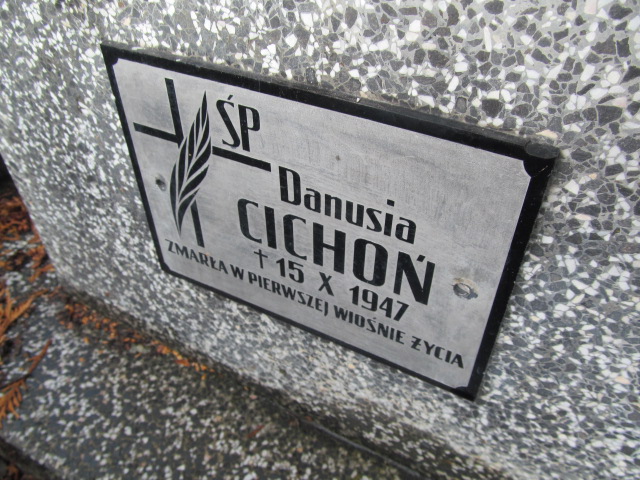 ŚP
Danusia
CICHOŃ
† 15 X 1947
ZMARŁA W PIERWSZEJ WIOŚNIE ŻYCIA